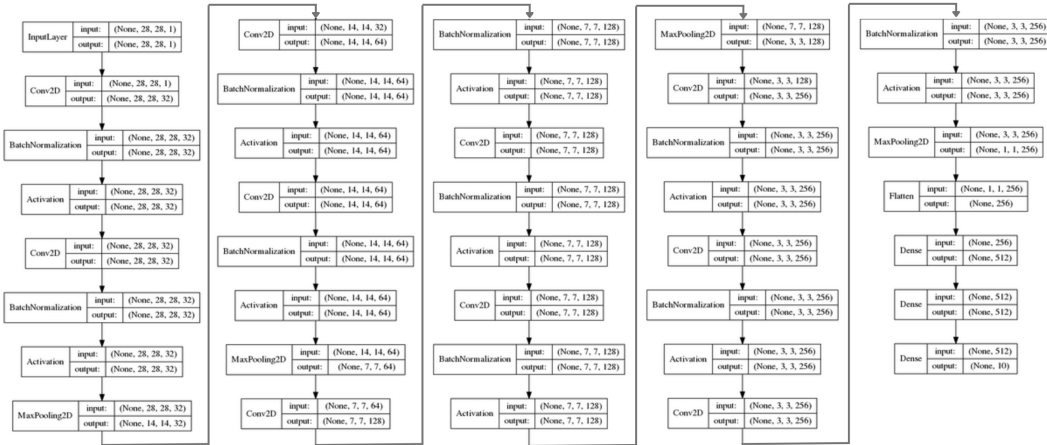 InputLayer input: (None, 28, 28, 1)
output: (None, 28, 28, 1)
Conv2D input: (None, 28, 28, 1)
output: (None, 28, 28, 32)
BatchNormalization input: (None, 28, 28, 32)
output: (None, 28, 28, 32)
Activation input: (None, 28, 28, 32)
output: (None, 28, 28, 32)
Conv2D input: (None, 28, 28, 32)
output: (None, 28, 28, 32)
BatchNormalization input: (None, 28, 28, 32)
output: (None, 28, 28, 32)
Activation input: (None, 28, 28, 32)
output: (None, 28, 28, 32)
MaxPooling2D input: (None, 28, 28, 32)
output: (None, 14, 14, 32)
Conv2D input: (None, 14, 14, 32)
output: (None, 14, 14, 64)
BatchNormalization input: (None, 14, 14, 64)
output: (None, 14, 14, 64)
Activation input: (None, 14, 14, 64)
output: (None, 14, 14, 64)
Conv2D input: (None, 14, 14, 64)
output: (None, 14, 14, 64)
BatchNormalization input: (None, 14, 14, 64)
output: (None, 14, 14, 64)
Activation input: (None, 14, 14, 64)
output: (None, 14, 14, 64)
MaxPooling2D input: (None, 14, 14, 64)
output: (None, 7, 7, 64)
Conv2D input: (None, 7, 7, 64)
output: (None, 7, 7, 128)
BatchNormalization input: (None, 7, 7, 128)
output: (None, 7, 7, 128)
Activation input: (None, 7, 7, 128)
output: (None, 7, 7, 128)
Conv2D input: (None, 7, 7, 128)
output: (None, 7, 7, 128)
BatchNormalization input: (None, 7, 7, 128)
output: (None, 7, 7, 128)
Activation input: (None, 7, 7, 128)
output: (None, 7, 7, 128)
Conv2D input: (None, 7, 7, 128)
output: (None, 7, 7, 128)
BatchNormalization input: (None, 7, 7, 128)
output: (None, 7, 7, 128)
Activation input: (None, 7, 7, 128)
output: (None, 7, 7, 128)
MaxPooling2D input: (None, 7, 7, 128)
output: (None, 3, 3, 128)
Conv2D input: (None, 3, 3, 128)
output: (None, 3, 3, 256)
BatchNormalization input: (None, 3, 3, 256)
output: (None, 3, 3, 256)
Activation input: (None, 3, 3, 256)
output: (None, 3, 3, 256)
Conv2D input: (None, 3, 3, 256)
output: (None, 3, 3, 256)
BatchNormalization input: (None, 3, 3, 256)
output: (None, 3, 3, 256)
Activation input: (None, 3, 3, 256)
output: (None, 3, 3, 256)
Conv2D input: (None, 3, 3, 256)
output: (None, 3, 3, 256)
BatchNormalization input: (None, 3, 3, 256)
output: (None, 3, 3, 256)
Activation input: (None, 3, 3, 256)
output: (None, 3, 3, 256)
MaxPooling2D input: (None, 3, 3, 256)
output: (None, 1, 1, 256)
Flatten input: (None, 1, 1, 256)
output: (None, 256)
Dense input: (None, 256)
output: (None, 512)
Dense input: (None, 512)
output: (None, 512)
Dense input: (None, 512)
output: (None, 10)